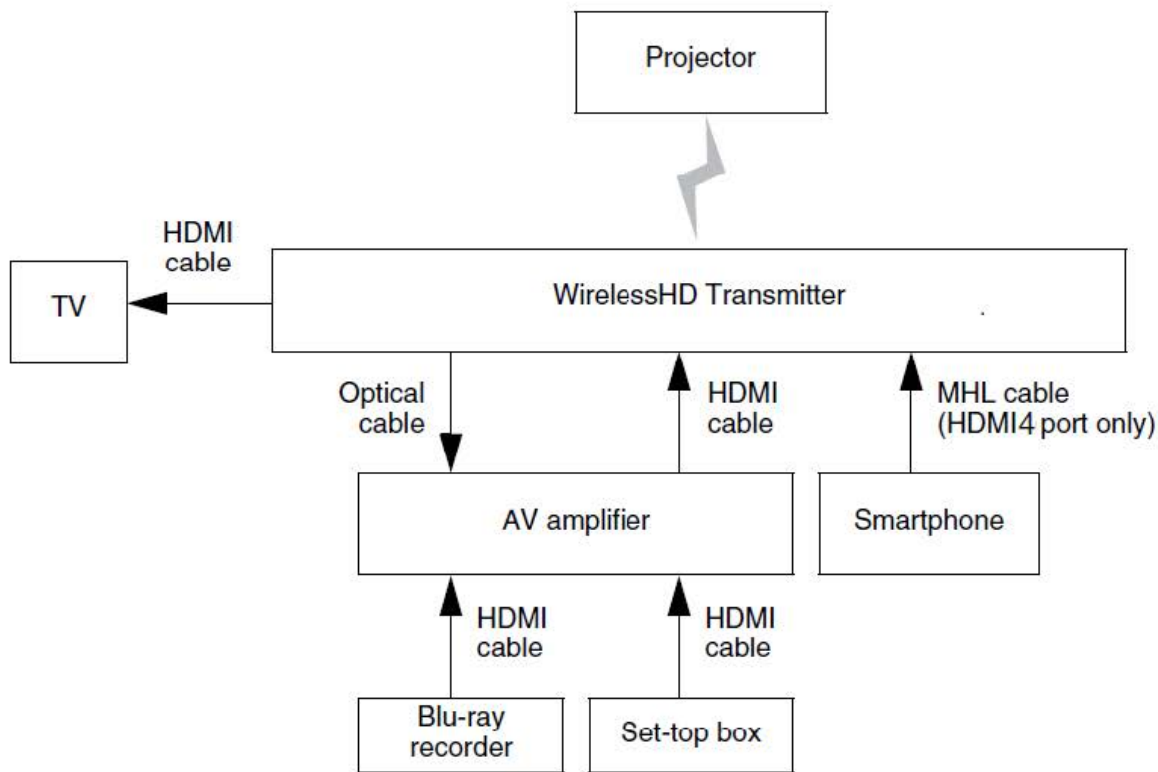 Projector
HDMI
cable
TV
WirelessHD Transmitter
Optical
cable
HDMI
cable
MHL cable
(HDMI4 port only)
AV amplifier
Smartphone
HDMI
cable
HDMI
cable
Blu-ray
recorder
Set-top box